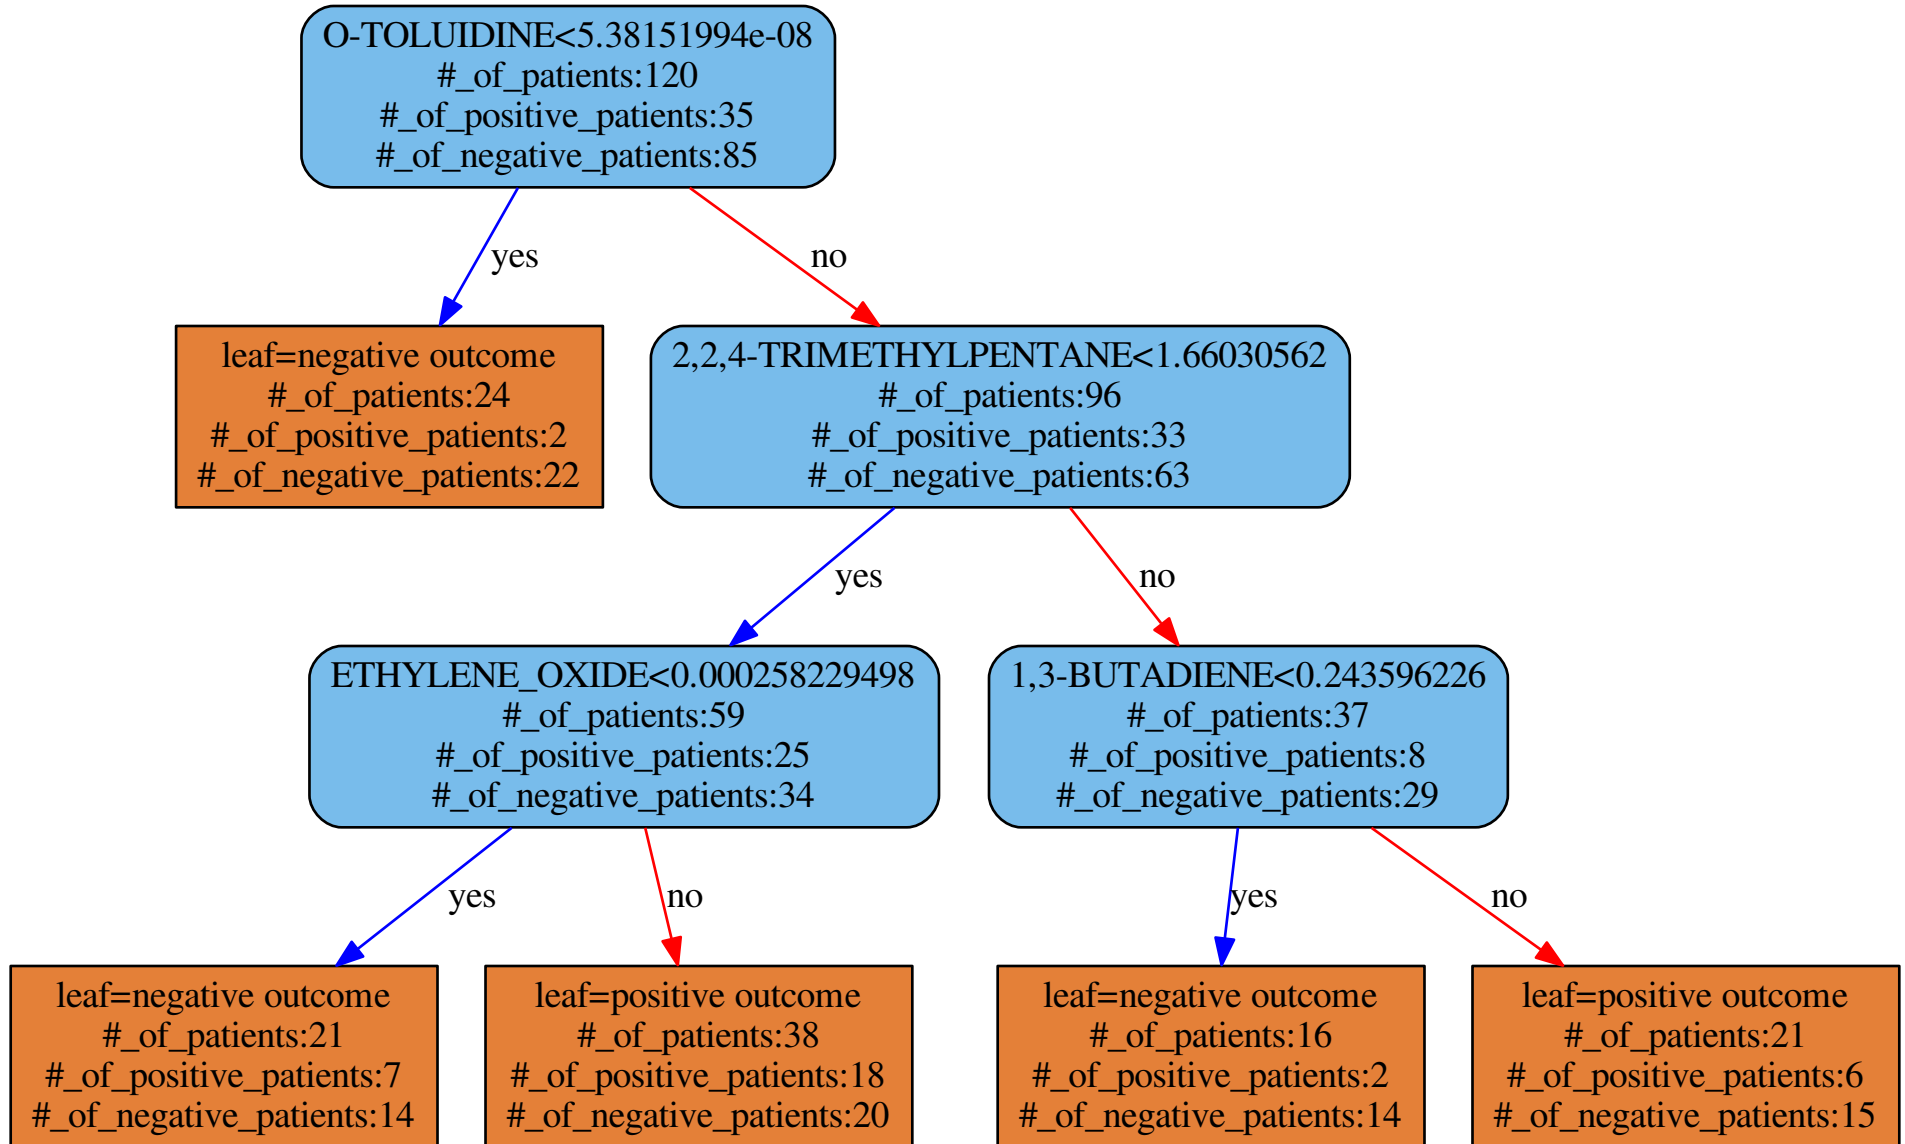 O-TOLUIDINE<5.38151994e-08
#_of_patients:120
#_of_positive_patients:35
#_of_negative_patients:85
yes
no
leaf=negative outcome
#_of_patients:24
#_of_positive_patients:2
#_of_negative_patients:22
2,2,4-TRIMETHYLPENTANE<1.66030562
#_of_patients:96
#_of_positive_patients:33
#_of_negative_patients:63
yes
no
ETHYLENE_OXIDE<0.000258229498
#_of_patients:59
#_of_positive_patients:25
#_of_negative_patients:34
1,3-BUTADIENE<0.243596226
#_of_patients:37
#_of_positive_patients:8
#_of_negative_patients:29
yes
no
yes
no
leaf=negative outcome
#_of_patients:21
#_of_positive_patients:7
#_of_negative_patients:14
leaf=positive outcome
#_of_patients:38
#_of_positive_patients:18
#_of_negative_patients:20
leaf=negative outcome
#_of_patients:16
#_of_positive_patients:2
#_of_negative_patients:14
leaf=positive outcome
#_of_patients:21
#_of_positive_patients:6
#_of_negative_patients:15